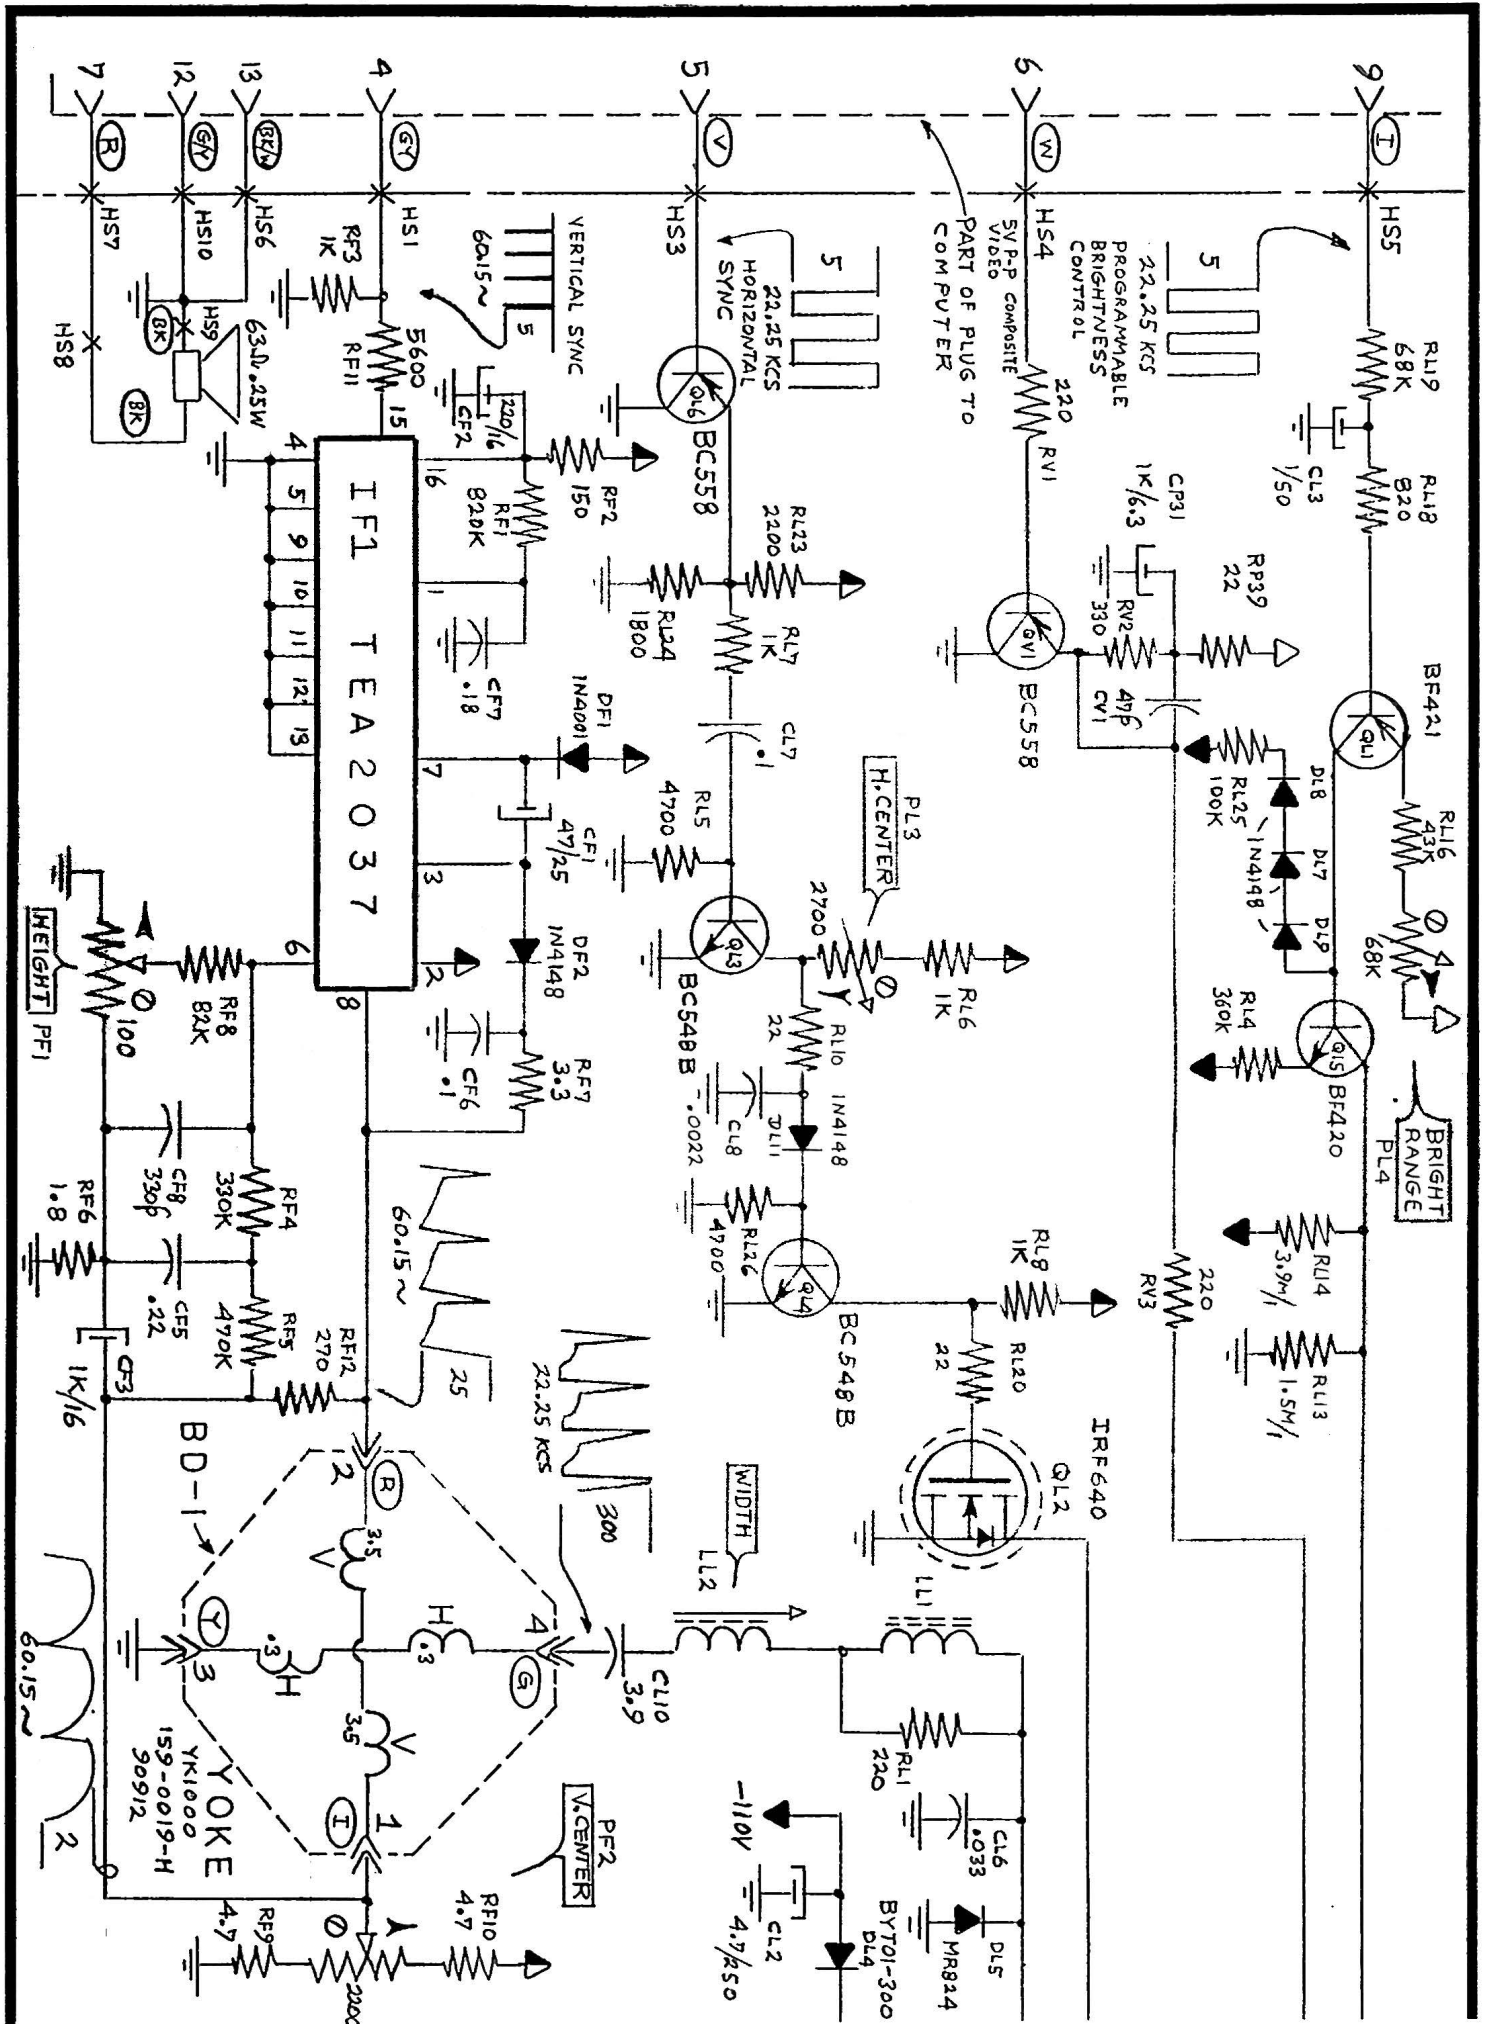 9
I
HS5
5
22.25 KCS
PROGRAMMABLE
BRIGHTNESS
CONTROL
RL19
68K
CL3
1/50
RL18
820
BF421
QL1
RL16
43K
68K
BRIGHT
RANGE
PL4
DL8
DL7
DL9
1N4148
RL25
100K
QL5
BF420
RL4
360K
RL14
3.9M/1
RL13
1.5M/1
6
W
HS4
5V P-P COMPOSITE
VIDEO
PART OF PLUG TO
COMPUTER
220
RV1
CP31
1K/6.3
RP39
22
RV2
330
47p
CV1
QV1
BC558
220
RV3
5
V
HS3
5
22.25 KCS
HORIZONTAL
SYNC
QL6
BC558
RL23
2200
RL24
1800
RL7
1K
CL7
.1
RL5
4700
QL3
BC548B
PL3
H.CENTER
2700
RL6
1K
RL10
22
CL8
.0022
DL11
1N4148
RL26
4700
QL4
BC548B
RL8
1K
RL20
22
IRF640
QL2
LL1
WIDTH
LL2
RL1
220
CL6
.033
DL5
MR824
-110V
CL2
4.7/250
BYT01-300
DL4
CL10
3.9
300
22.25 KCS
4
GY
HS1
VERTICAL SYNC
60.15~
5
RF3
1K
5600
RF11
13
BK/W
HS6
12
G/Y
HS10
7
R
HS7
HS8
HS9
BK
63Ω.25W
BK
220/16
CF2
RF2
150
RF1
820K
CF7
.18
DF1
1N4001
CF1
47/25
DF2
1N4148
CF6
.1
RF7
3.3
15
16
1
7
3
2
IF1 TEA2037
4
5
9
10
11
12
13
6
8
HEIGHT
PF1
100
RF8
82K
CF8
330p
RF4
330K
RF6
1.8
CF5
.22
RF5
470K
RF12
270
CF3
1K/16
60.15~
25
BD-1
2
R
3.5
V
4
G
H
.3
3
Y
.3
H
3.5
V
1
I
YOKE
YK1000
159-0019-H
90912
60.15~
2
PF2
V.CENTER
RF10
4.7
RF9
4.7
2200